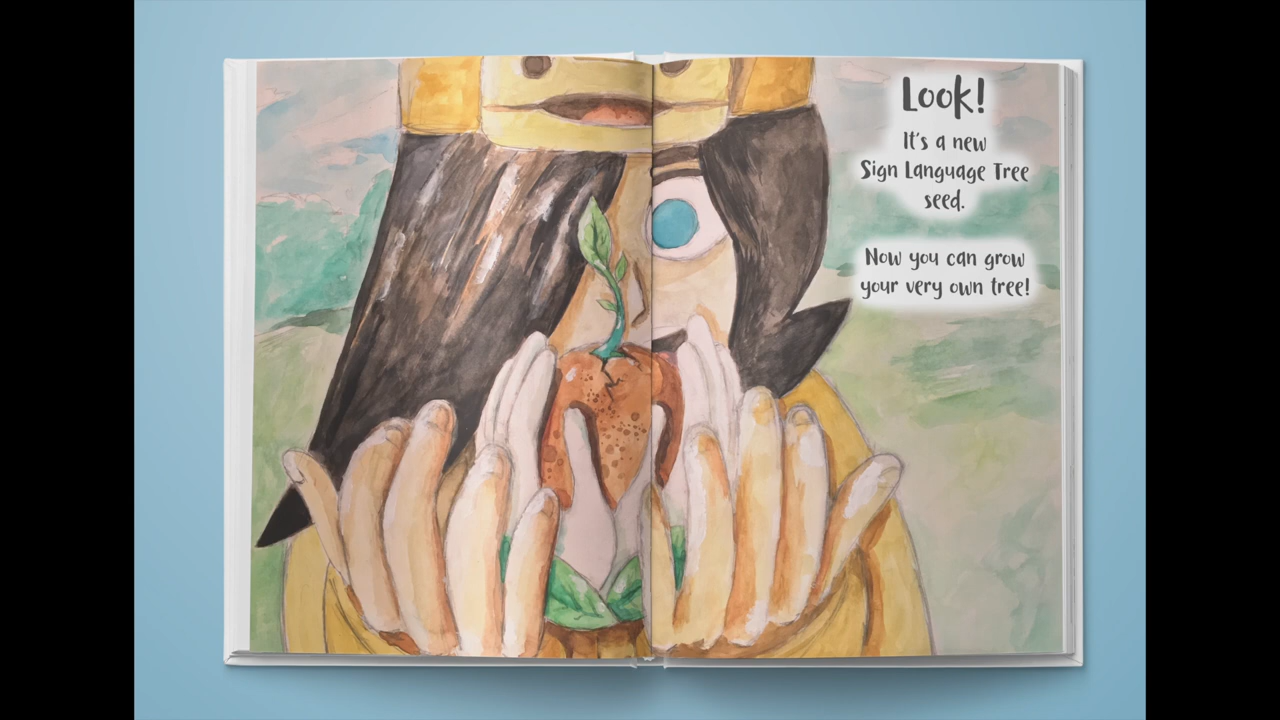 Look!
It's a new
Sign Language Tree
seed.
Now you can grow
your very own tree!